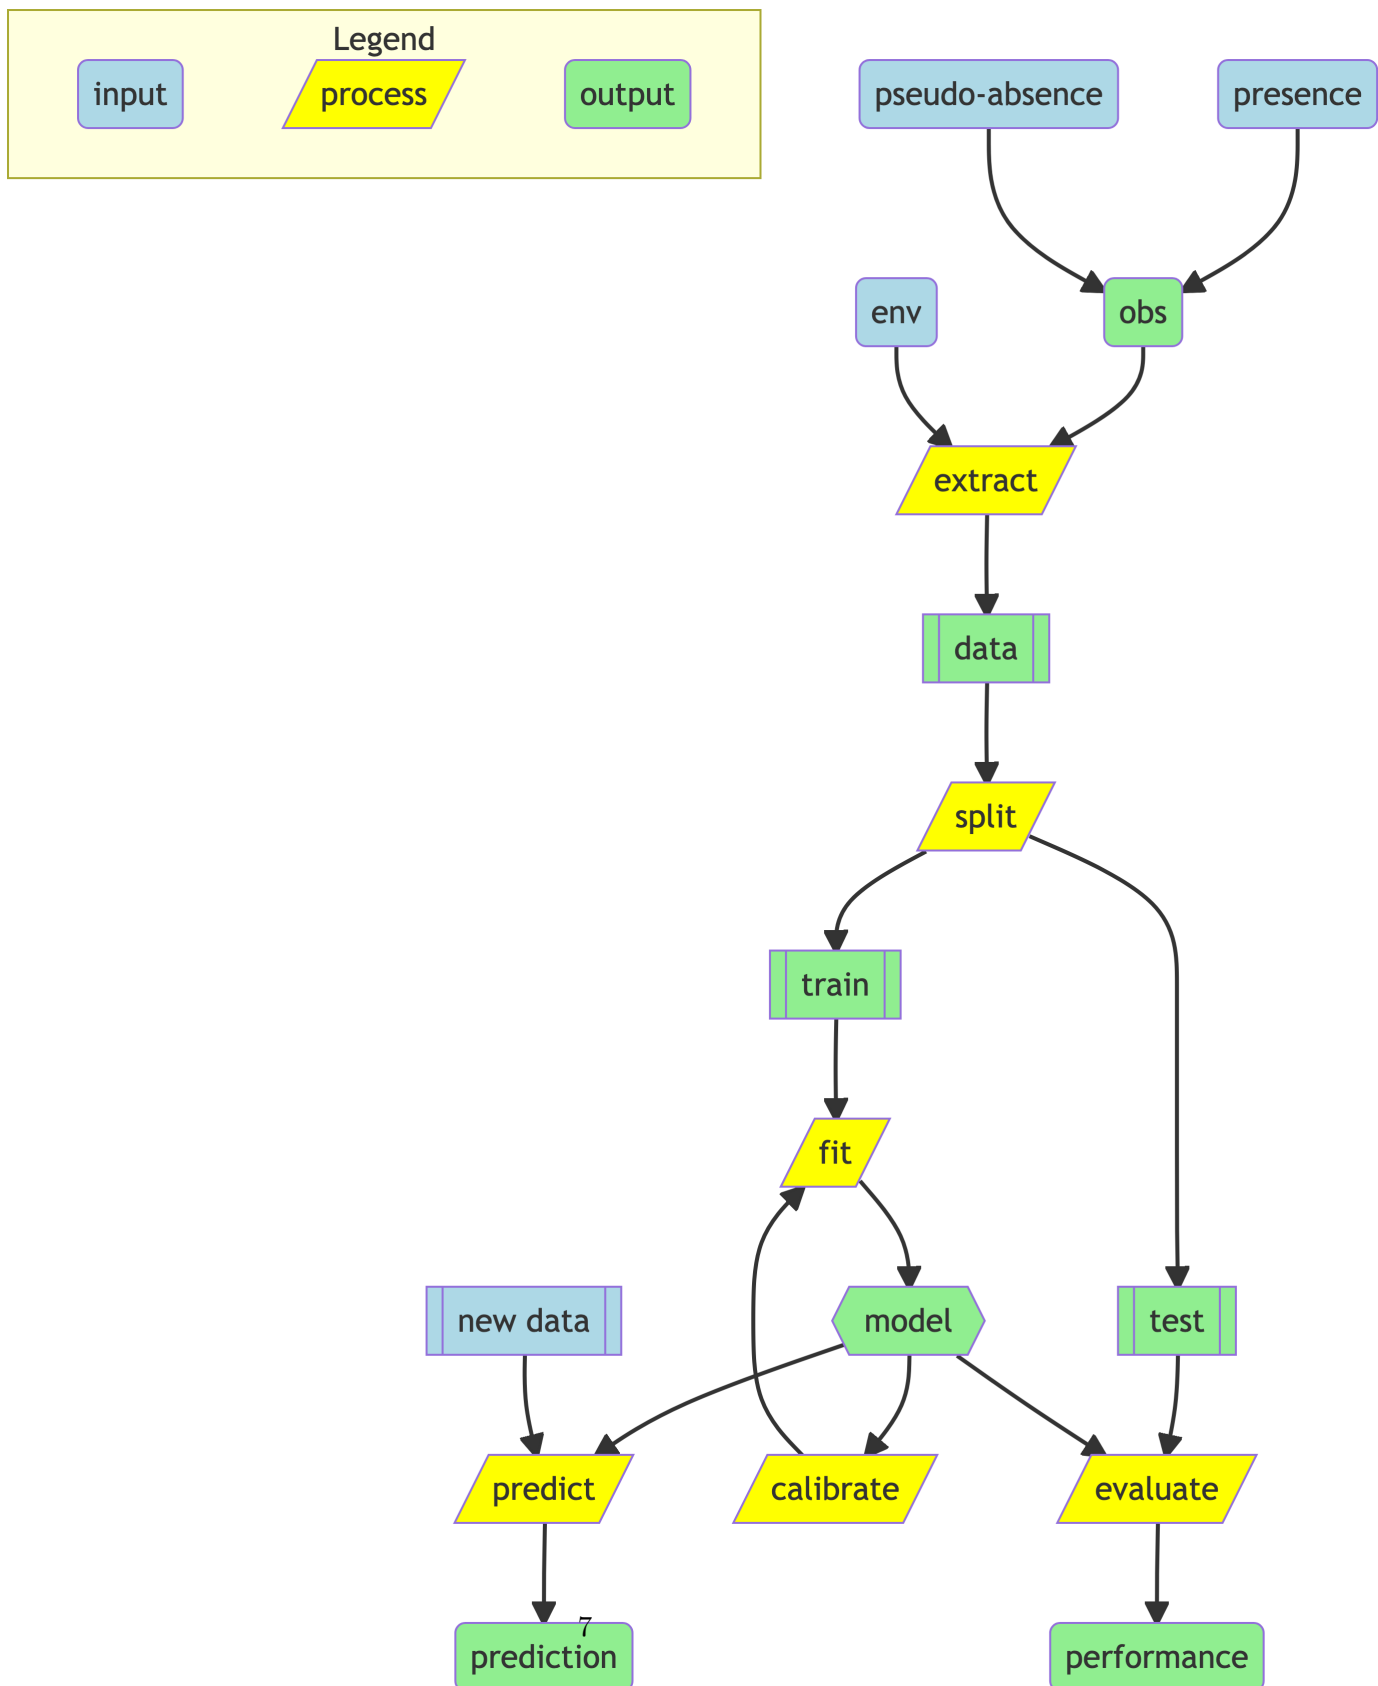 Legend
input
process
output
pseudo-absence
presence
env
obs
extract
data
split
train
fit
new data
model
test
predict
calibrate
evaluate
7
prediction
performance